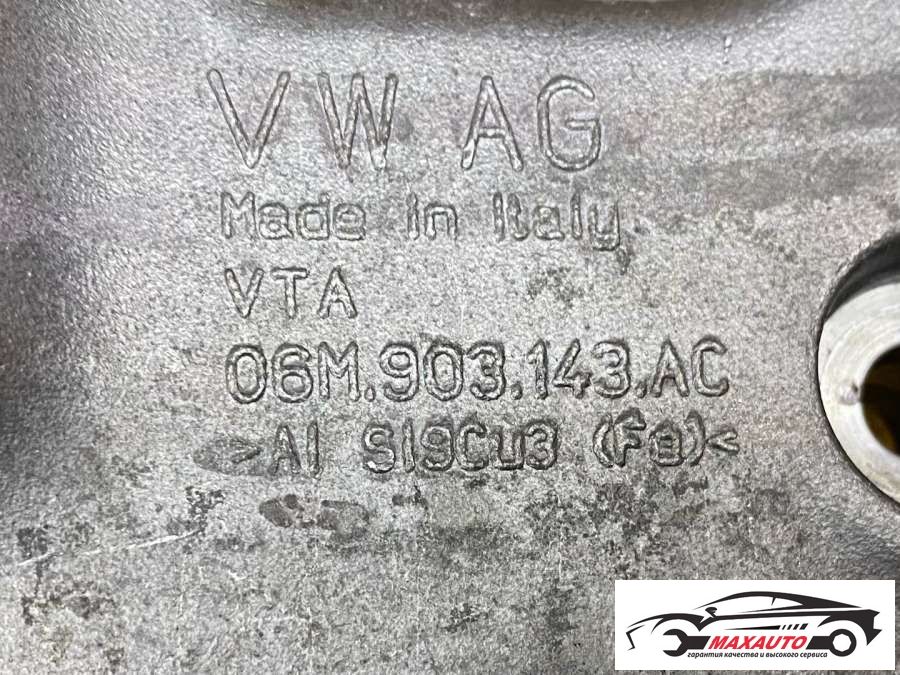 VW AG
Made in Italy
VTA
06M.903.143.AC
>Al Si9Cu3 (Fe)<
MAXAUTO
гарантия качества и высокого сервиса